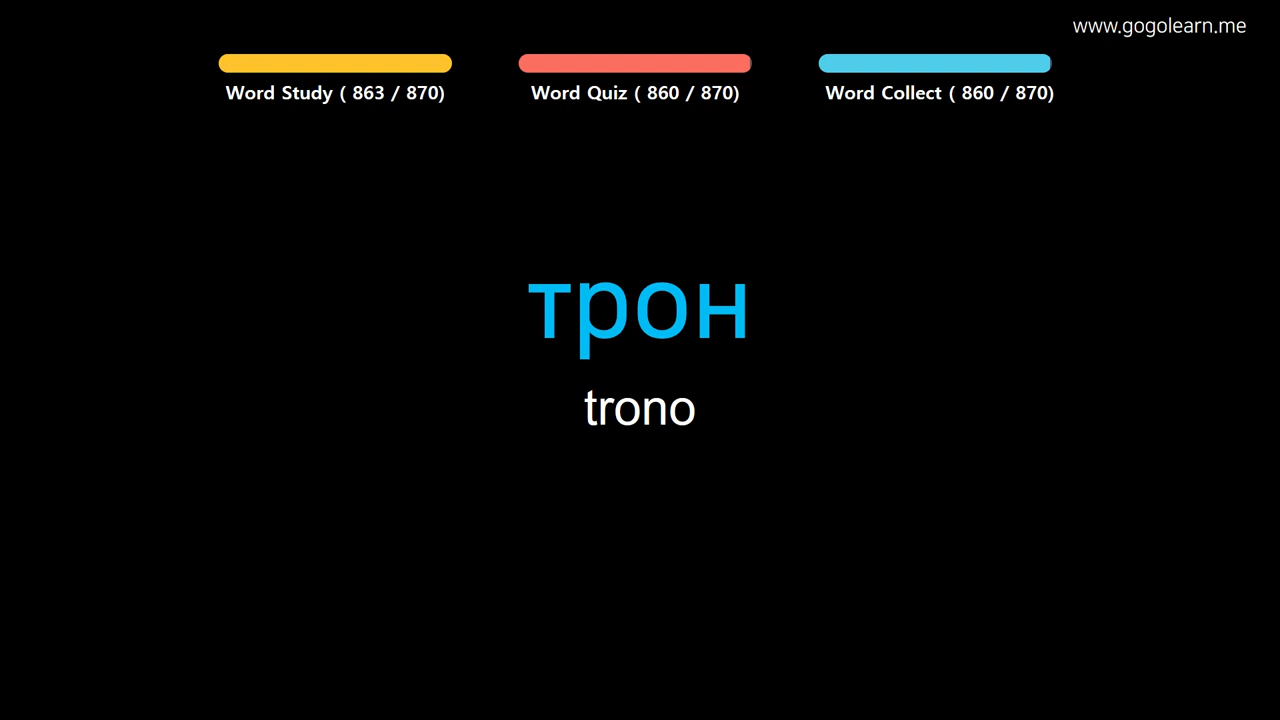 www.gogolearn.me
Word Study ( 863 / 870) Word Quiz ( 860 / 870) Word Collect ( 860 / 870)
трон
trono